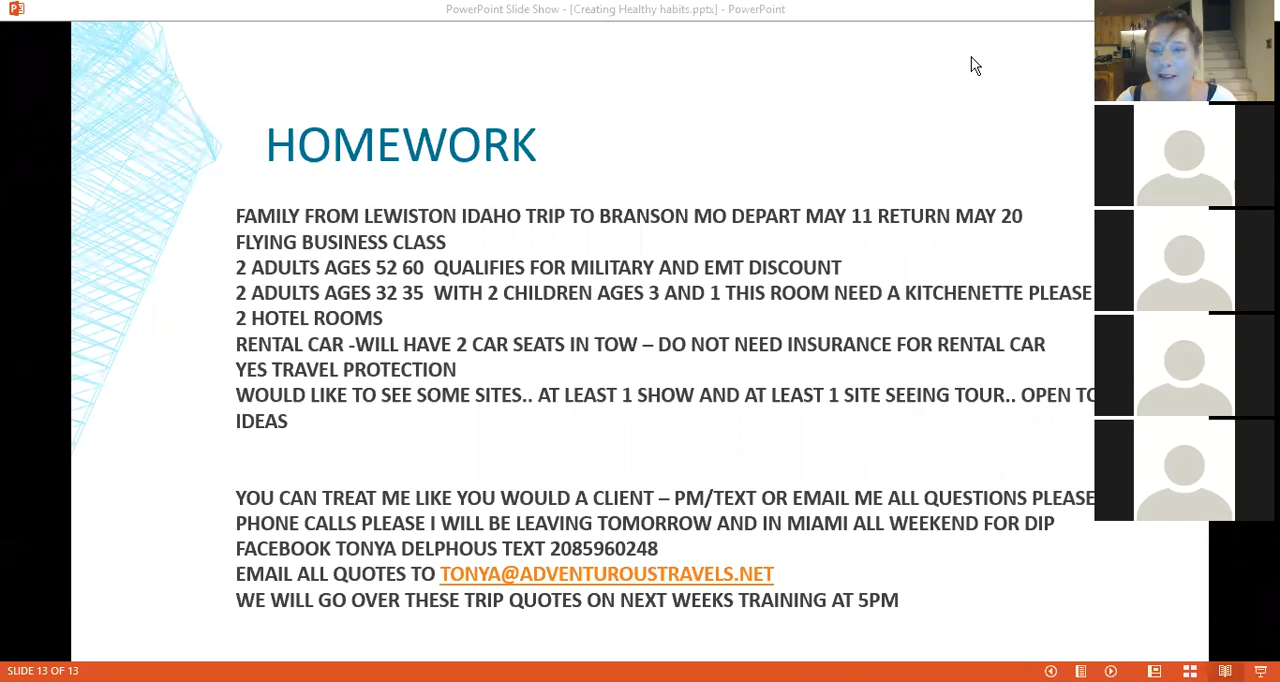 PowerPoint Slide Show - [Creating Healthy habits.pptx] - PowerPoint
HOMEWORK
FAMILY FROM LEWISTON IDAHO TRIP TO BRANSON MO DEPART MAY 11 RETURN MAY 20
FLYING BUSINESS CLASS
2 ADULTS AGES 52 60 QUALIFIES FOR MILITARY AND EMT DISCOUNT
2 ADULTS AGES 32 35 WITH 2 CHILDREN AGES 3 AND 1 THIS ROOM NEED A KITCHENETTE PLEASE
2 HOTEL ROOMS
RENTAL CAR -WILL HAVE 2 CAR SEATS IN TOW – DO NOT NEED INSURANCE FOR RENTAL CAR
YES TRAVEL PROTECTION
WOULD LIKE TO SEE SOME SITES.. AT LEAST 1 SHOW AND AT LEAST 1 SITE SEEING TOUR.. OPEN TO
IDEAS
YOU CAN TREAT ME LIKE YOU WOULD A CLIENT – PM/TEXT OR EMAIL ME ALL QUESTIONS PLEASE
PHONE CALLS PLEASE I WILL BE LEAVING TOMORROW AND IN MIAMI ALL WEEKEND FOR DIP
FACEBOOK TONYA DELPHOUS TEXT 2085960248
EMAIL ALL QUOTES TO TONYA@ADVENTUROUSTRAVELS.NET
WE WILL GO OVER THESE TRIP QUOTES ON NEXT WEEKS TRAINING AT 5PM
SLIDE 13 OF 13